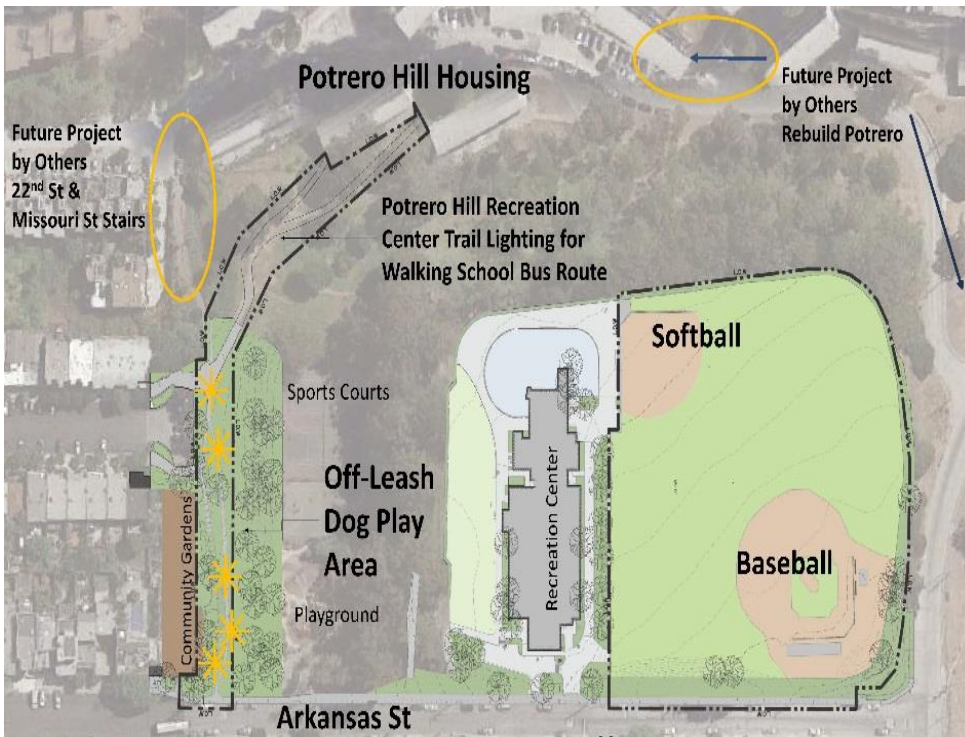 Potrero Hill Housing
Future Project
by Others
Rebuild Potrero
Future Project
by Others
22nd St &
Missouri St Stairs
Potrero Hill Recreation
Center Trail Lighting for
Walking School Bus Route
Softball
Sports Courts
Off-Leash
Dog Play
Area
Community Gardens
Recreation Center
Baseball
Playground
Arkansas St